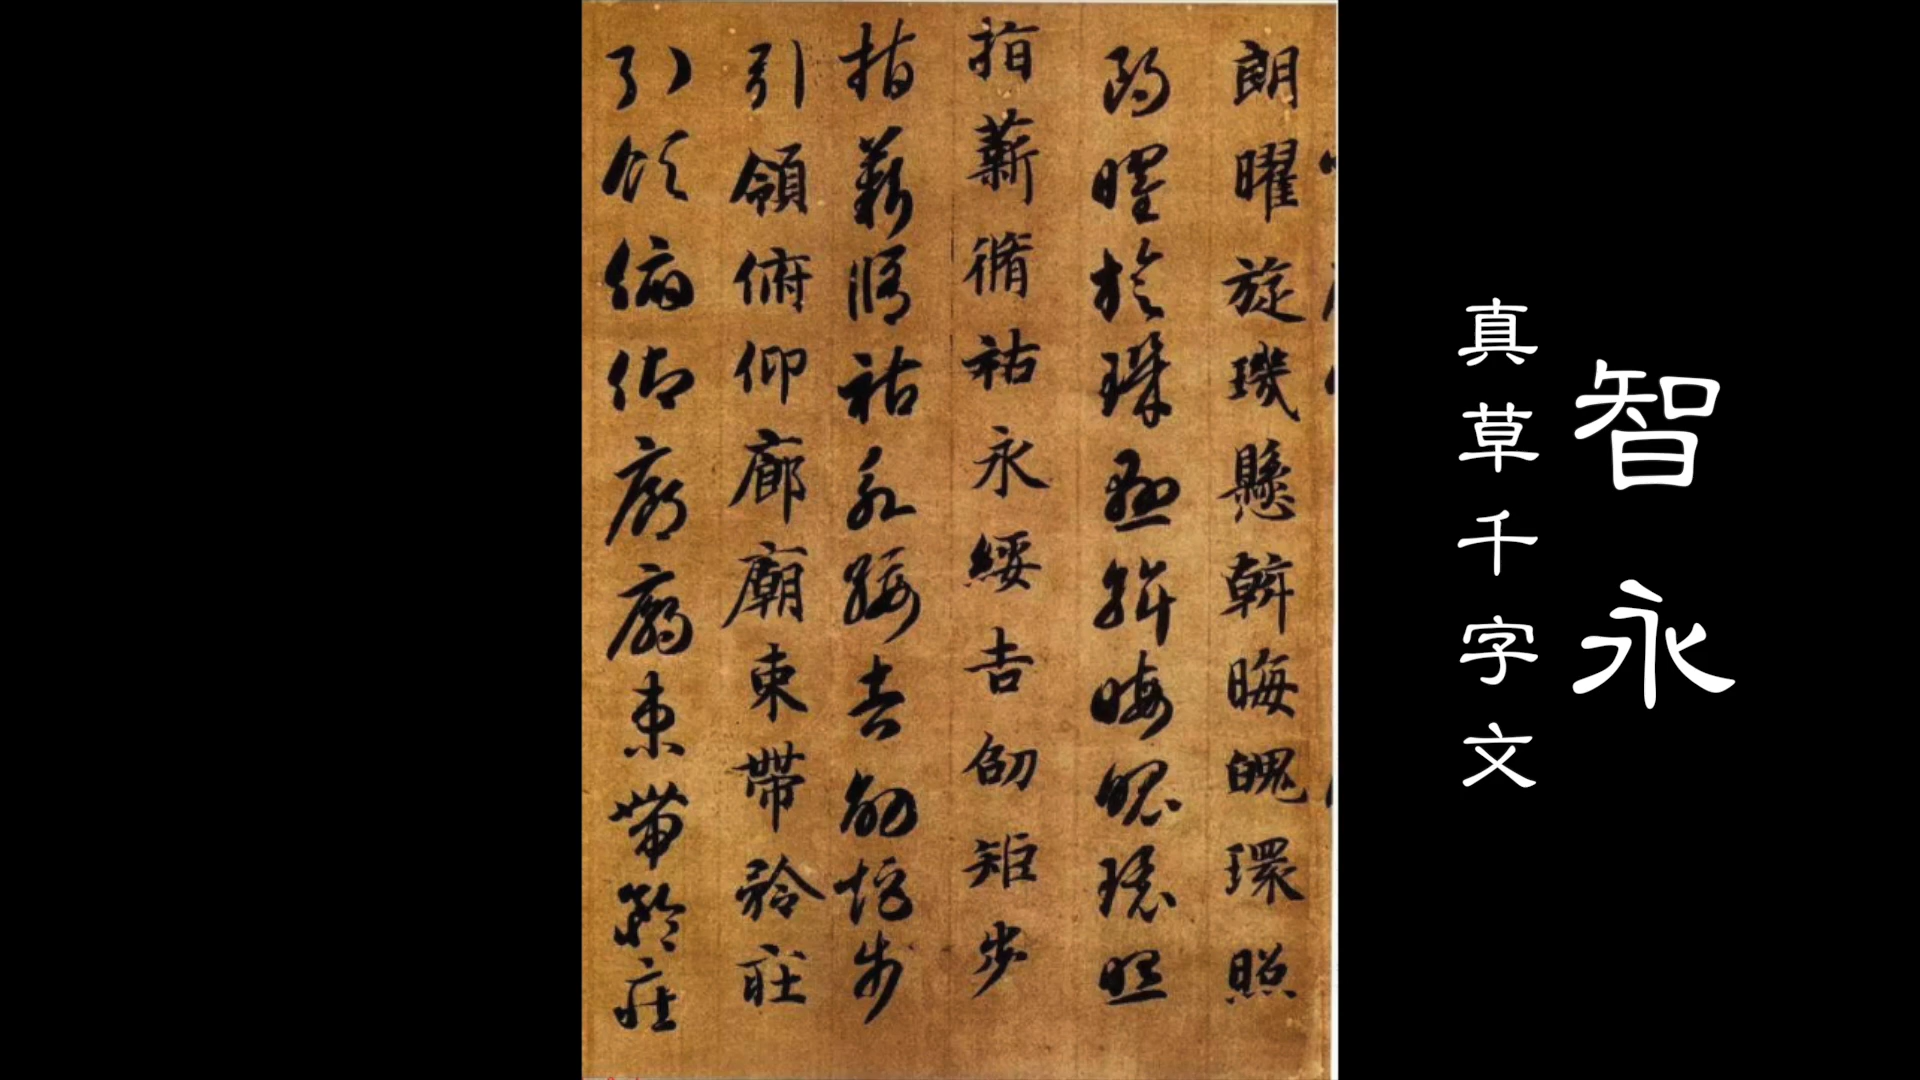 智永
真草千字文
朗曜旋璣懸斡晦魄環照
朗曜旋璣懸斡晦魄環照
指薪脩祜永綏吉劭矩步
指薪脩祜永綏吉劭矩步
引領俯仰廊廟束帶矜莊
引領俯仰廊廟束帶矜莊